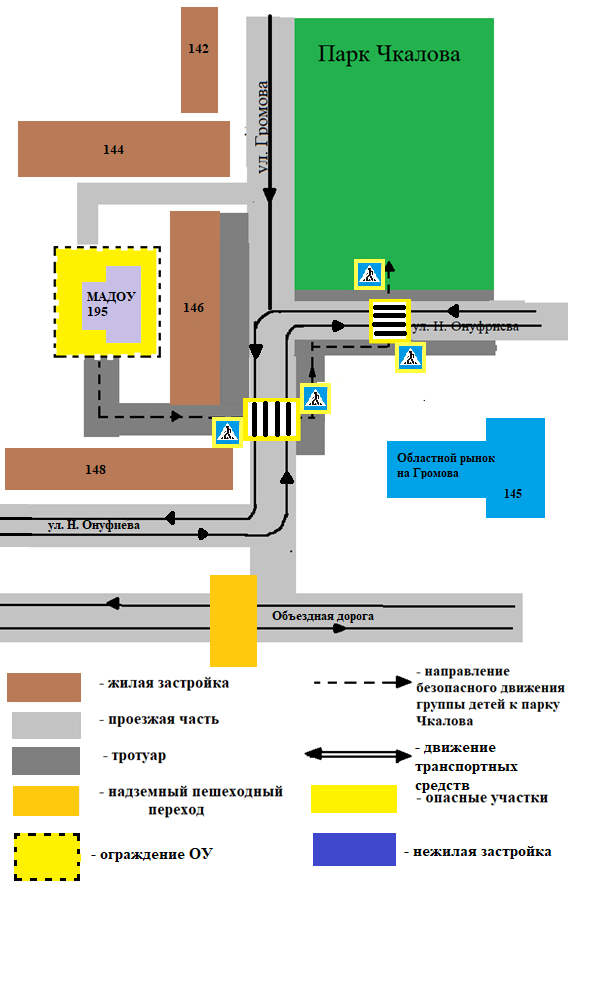 142
Парк Чкалова
ул. Громова
144
МАДОУ
195
146
ул. Н. Онуфриева
Областной рынок
на Громова
145
148
ул. Н. Онуфиева
Объездная дорога
- жилая застройка
- проезжая часть
- тротуар
- надземный пешеходный
переход
- ограждение ОУ
- направление
безопасного движения
группы детей к парку
Чкалова
- движение
транспортных
средств
- опасные участки
- нежилая застройка